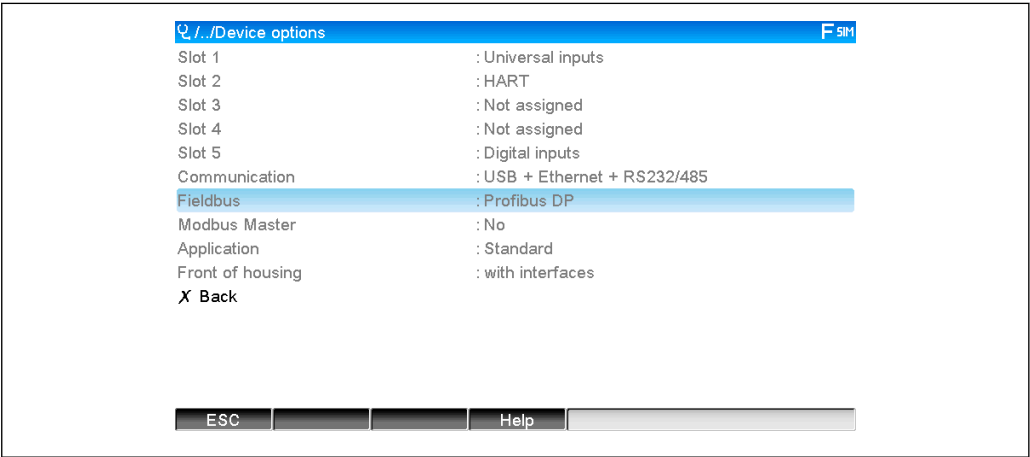 /../Device options F SIM
Slot 1 : Universal inputs
Slot 2 : HART
Slot 3 : Not assigned
Slot 4 : Not assigned
Slot 5 : Digital inputs
Communication : USB + Ethernet + RS232/485
Fieldbus : Profibus DP
Modbus Master : No
Application : Standard
Front of housing : with interfaces
X Back
ESC Help